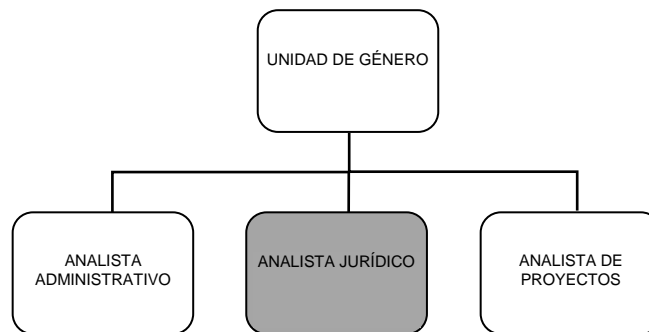 UNIDAD DE GÉNERO
ANALISTA
ADMINISTRATIVO
ANALISTA JURÍDICO
ANALISTA DE
PROYECTOS